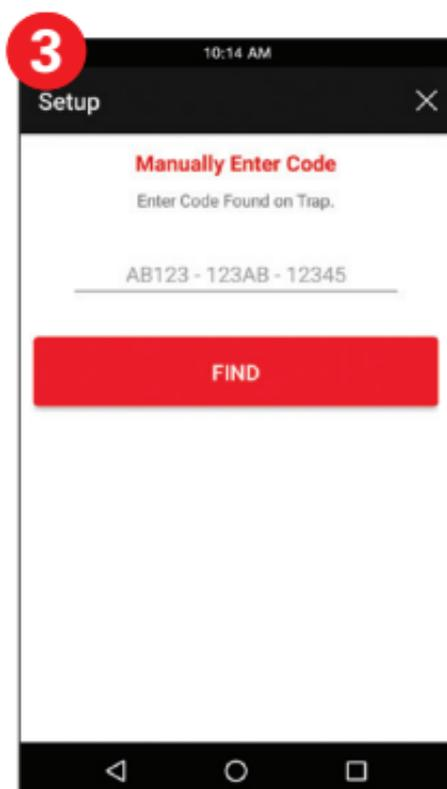 3
10:14 AM
Setup
Manually Enter Code
Enter Code Found on Trap.
AB123 - 123AB - 12345
FIND